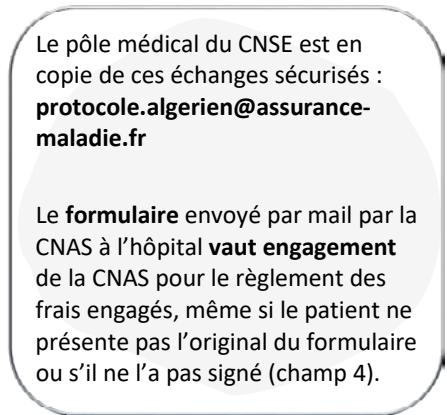 Le pôle médical du CNSE est en
copie de ces échanges sécurisés :
protocole.algerien@assurance-
maladie.fr
Le formulaire envoyé par mail par la
CNAS à l’hôpital vaut engagement
de la CNAS pour le règlement des
frais engagés, même si le patient ne
présente pas l’original du formulaire
ou s’il ne l’a pas signé (champ 4).